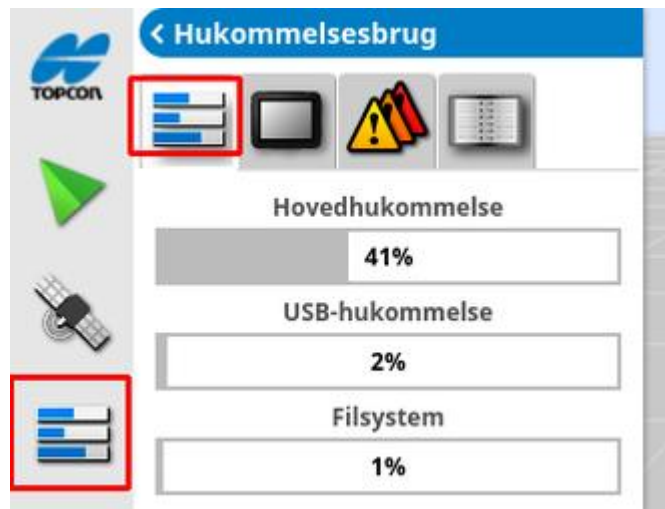 Hukommelsesbrug
TOPCON
Hovedhukommelse
41%
USB-hukommelse
2%
Filsystem
1%